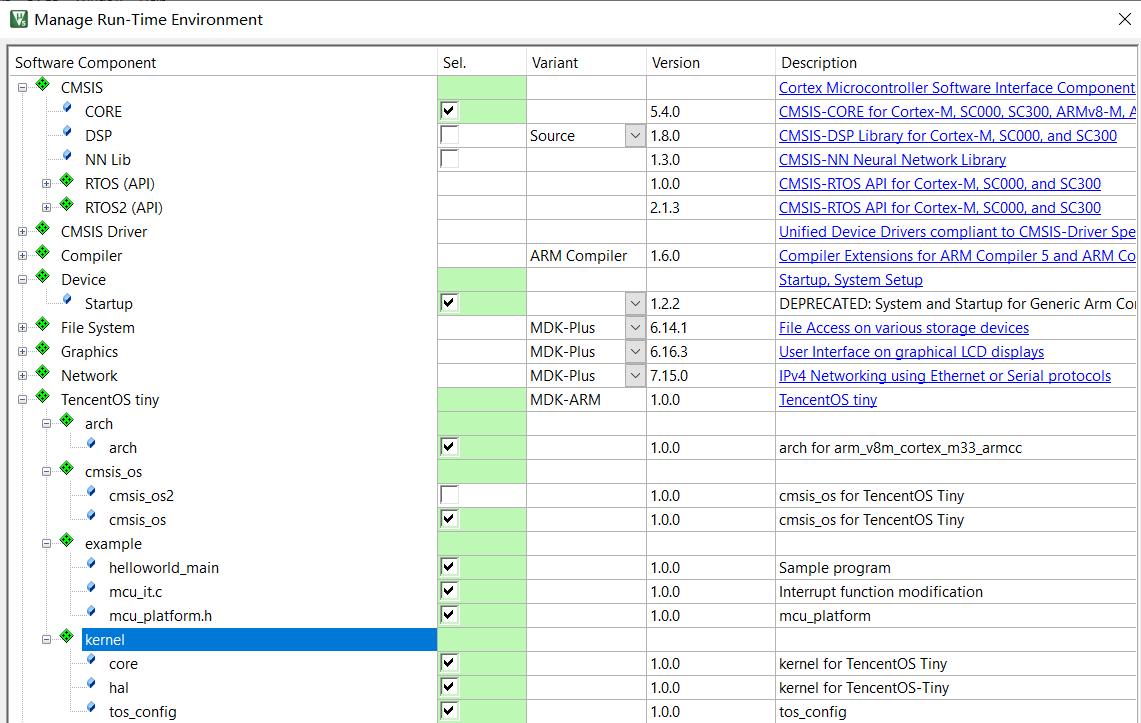 Manage Run-Time Environment
Software Component Sel. Variant Version Description
CMSIS Cortex Microcontroller Software Interface Component
CORE 5.4.0 CMSIS-CORE for Cortex-M, SC000, SC300, ARMv8-M, A
DSP Source 1.8.0 CMSIS-DSP Library for Cortex-M, SC000, and SC300
NN Lib 1.3.0 CMSIS-NN Neural Network Library
RTOS (API) 1.0.0 CMSIS-RTOS API for Cortex-M, SC000, and SC300
RTOS2 (API) 2.1.3 CMSIS-RTOS API for Cortex-M, SC000, and SC300
CMSIS Driver Unified Device Drivers compliant to CMSIS-Driver Spe
Compiler ARM Compiler 1.6.0 Compiler Extensions for ARM Compiler 5 and ARM Co
Device Startup, System Setup
Startup 1.2.2 DEPRECATED: System and Startup for Generic Arm Co
File System MDK-Plus 6.14.1 File Access on various storage devices
Graphics MDK-Plus 6.16.3 User Interface on graphical LCD displays
Network MDK-Plus 7.15.0 IPv4 Networking using Ethernet or Serial protocols
TencentOS tiny MDK-ARM 1.0.0 TencentOS tiny
arch
arch 1.0.0 arch for arm_v8m_cortex_m33_armcc
cmsis_os
cmsis_os2 1.0.0 cmsis_os for TencentOS Tiny
cmsis_os 1.0.0 cmsis_os for TencentOS Tiny
example
helloworld_main 1.0.0 Sample program
mcu_it.c 1.0.0 Interrupt function modification
mcu_platform.h 1.0.0 mcu_platform
kernel
core 1.0.0 kernel for TencentOS Tiny
hal 1.0.0 kernel for TencentOS-Tiny
tos_config 1.0.0 tos_config